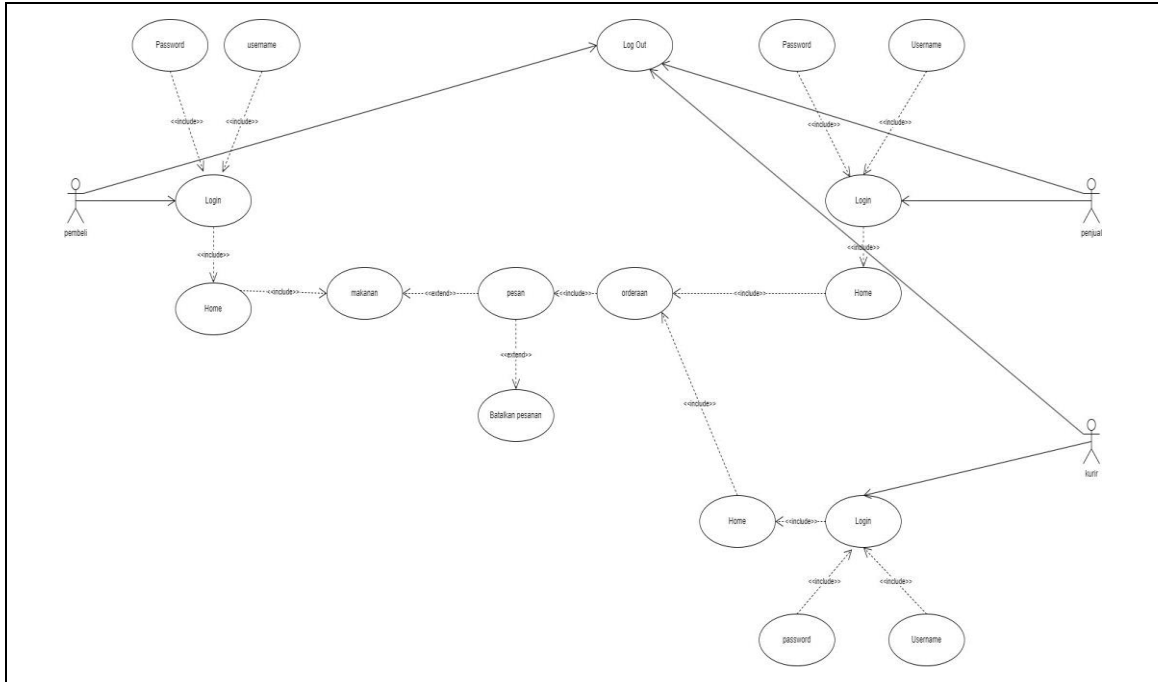 Password
username
Log Out
Password
Username
<<include>>
<<include>>
<<include>>
<<include>>
pembeli
Login
Login
penjual
<<include>>
<<include>>
Home
<<include>>
makanan
<<extend>>
pesan
<<include>>
orderaan
<<include>>
Home
<<extend>>
<<include>>
Batalkan pesanan
kurir
Home
<<include>>
Login
<<include>>
<<include>>
password
Username